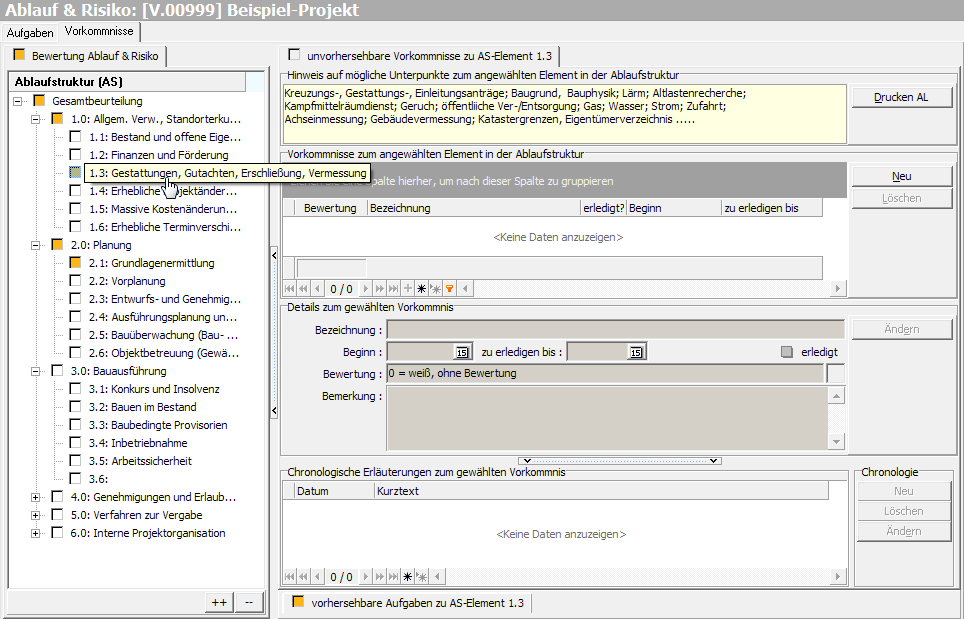 Ablauf & Risiko: [V.00999] Beispiel-Projekt
Aufgaben Vorkommnisse
Bewertung Ablauf & Risiko
Ablaufstruktur (AS)
Gesamtbeurteilung
1.0: Allgem. Verw., Standorterku...
1.1: Bestand und offene Eige...
1.2: Finanzen und Förderung
1.3: Gestattungen, Gutachten, Erschließung, Vermessung
1.4: Erhebliche
1.5: Massive Kostenänderun...
1.6: Erhebliche Terminverschi...
2.0: Planung
2.1: Grundlagenermittlung
2.2: Vorplanung
2.3: Entwurfs- und Genehmig...
2.4: Ausführungsplanung un...
2.5: Bauüberwachung (Bau- ...
2.6: Objektbetreuung (Gewä...
3.0: Bauausführung
3.1: Konkurs und Insolvenz
3.2: Bauen im Bestand
3.3: Baubedingte Provisorien
3.4: Inbetriebnahme
3.5: Arbeitssicherheit
3.6:
4.0: Genehmigungen und Erlaub...
5.0: Verfahren zur Vergabe
6.0: Interne Projektorganisation
++ --
unvorhersehbare Vorkommnisse zu AS-Element 1.3
Hinweis auf mögliche Unterpunkte zum angewählten Element in der Ablaufstruktur
Kreuzungs-, Gestattungs-, Einleitungsanträge; Baugrund, Bauphysik; Lärm; Altlastenrecherche;
Kampfmittelräumdienst; Geruch; öffentliche Ver-/Entsorgung; Gas; Wasser; Strom; Zufahrt;
Achseinmessung; Gebäudevermessung; Katastergrenzen, Eigentümerverzeichnis .....
Drucken AL
Vorkommnisse zum angewählten Element in der Ablaufstruktur
hierher, um nach dieser Spalte zu gruppieren
Neu
Löschen
Bewertung Bezeichnung erledigt? Beginn zu erledigen bis
<Keine Daten anzuzeigen>
0 / 0
Details zum gewählten Vorkommnis
Bezeichnung :
Ändern
Beginn : 15 zu erledigen bis : 15 erledigt
Bewertung : 0 = weiß, ohne Bewertung
Bemerkung :
Chronologische Erläuterungen zum gewählten Vorkommnis
Datum Kurztext
<Keine Daten anzuzeigen>
0 / 0
Chronologie
Neu
Löschen
Ändern
vorhersehbare Aufgaben zu AS-Element 1.3